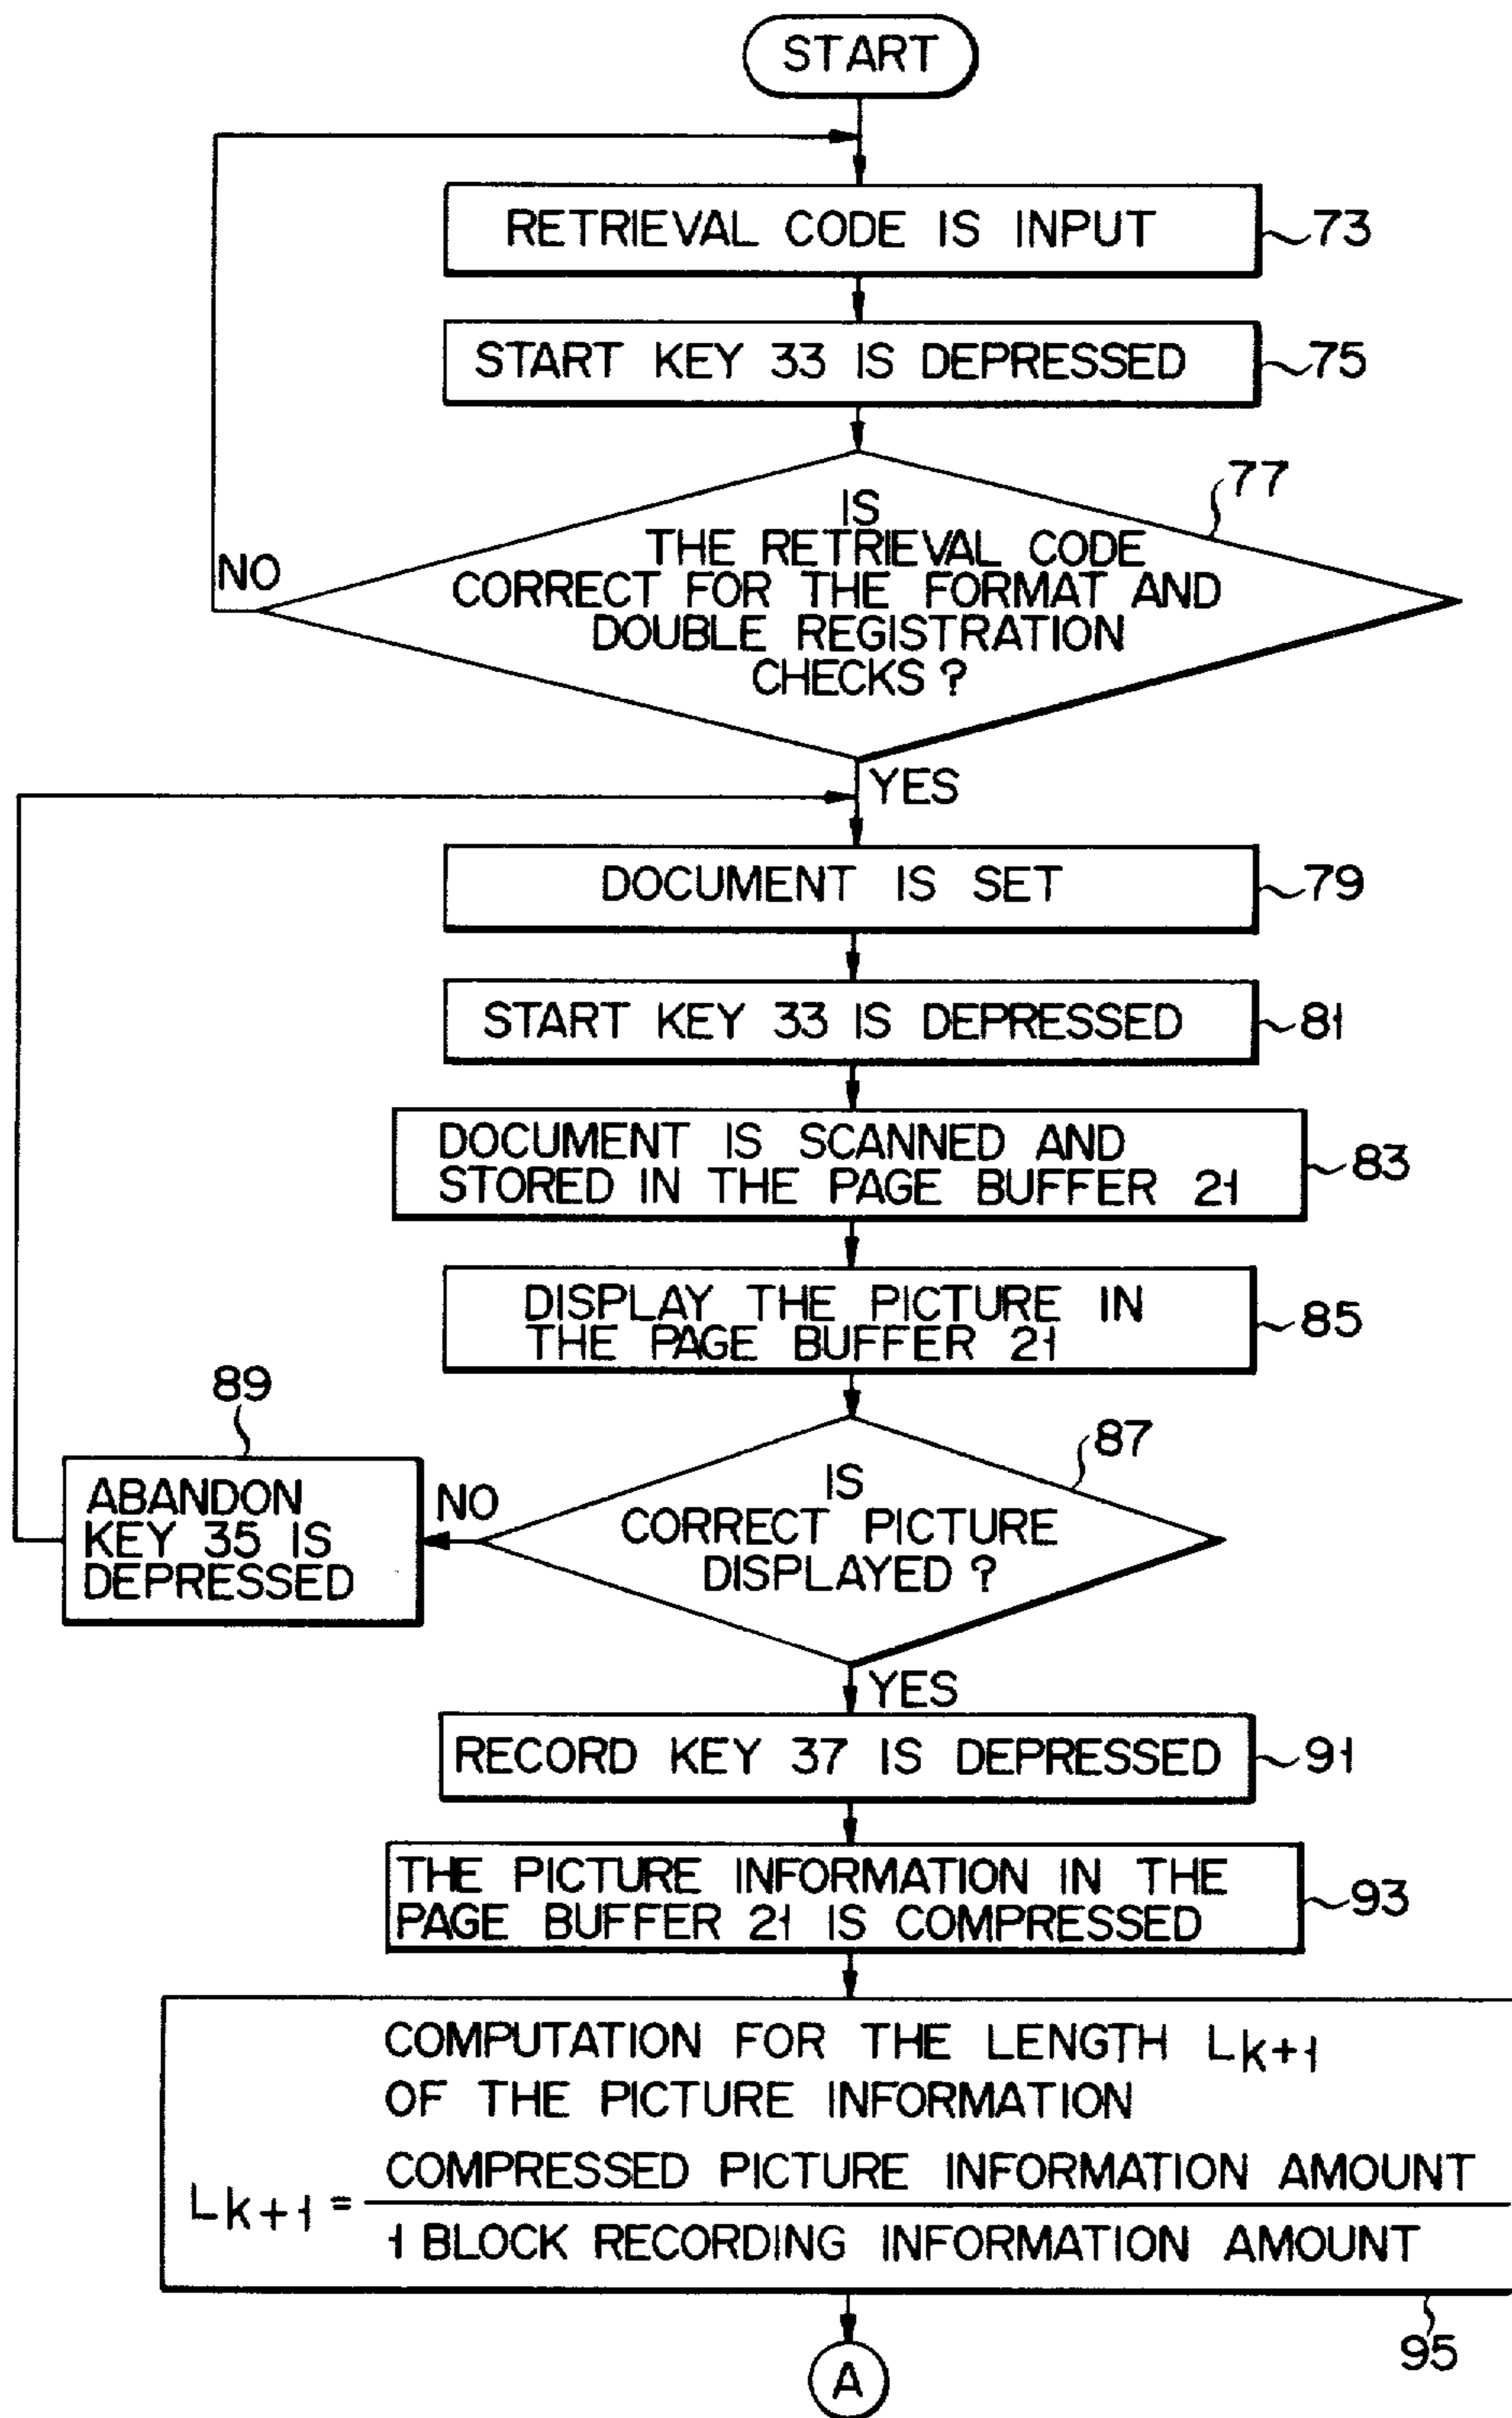 START
RETRIEVAL CODE IS INPUT
73
START KEY 33 IS DEPRESSED
75
77
IS
THE RETRIEVAL CODE
CORRECT FOR THE FORMAT AND
DOUBLE REGISTRATION
CHECKS ?
NO
YES
DOCUMENT IS SET
79
START KEY 33 IS DEPRESSED
81
DOCUMENT IS SCANNED AND
STORED IN THE PAGE BUFFER 21
83
DISPLAY THE PICTURE IN
THE PAGE BUFFER 21
85
87
IS
CORRECT PICTURE
DISPLAYED ?
NO
89
ABANDON
KEY 35 IS
DEPRESSED
YES
RECORD KEY 37 IS DEPRESSED
91
THE PICTURE INFORMATION IN THE
PAGE BUFFER 21 IS COMPRESSED
93
COMPUTATION FOR THE LENGTH Lk+1
OF THE PICTURE INFORMATION
COMPRESSED PICTURE INFORMATION AMOUNT
Lk+1 =
1 BLOCK RECORDING INFORMATION AMOUNT
95
A